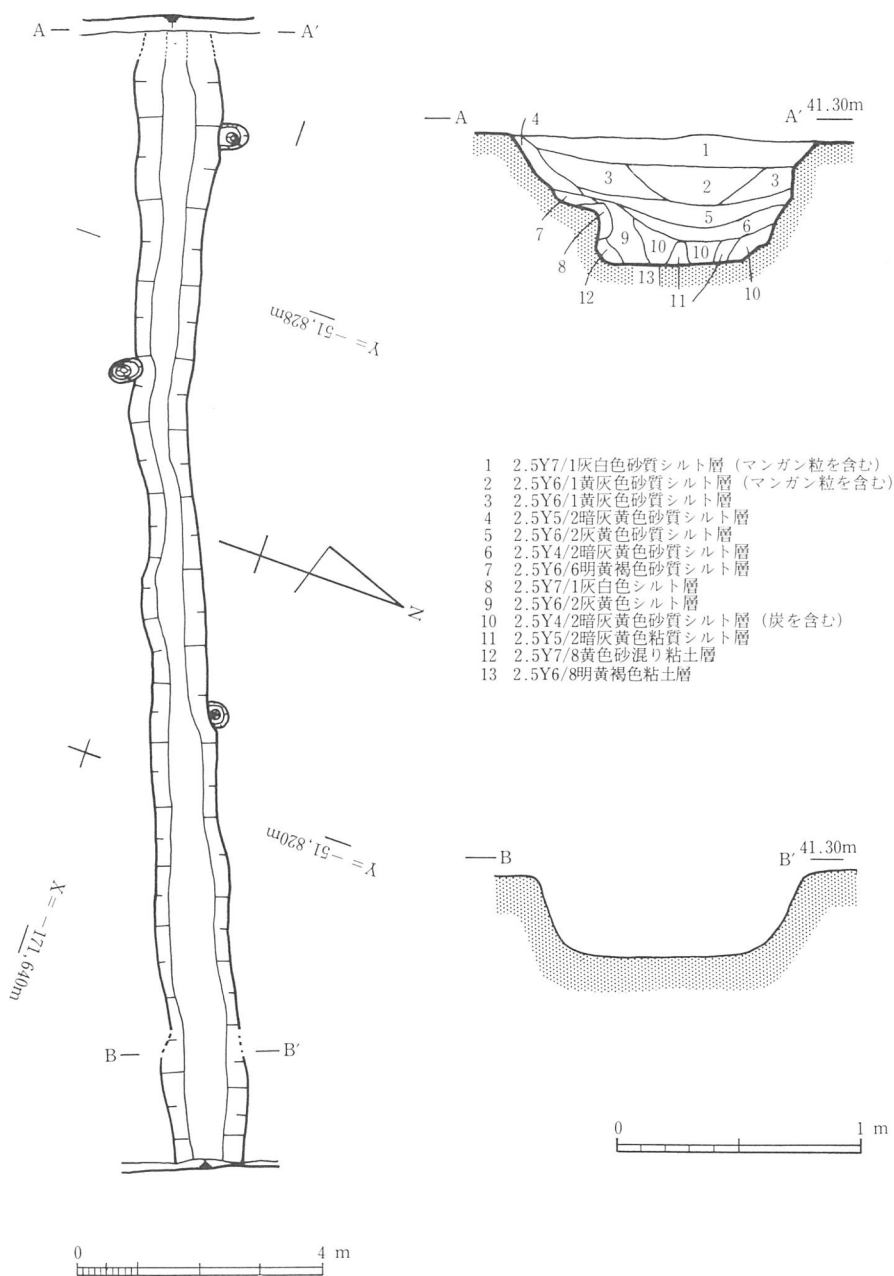 A A′
Y=−51,828m
N
Y=−51,820m
X=−171,640m
B B′
0 4 m
A A′ 41.30m
4
1
3 2 3
5
6
7 9 10 10
8
12 13 11 10
1 2.5Y7/1灰白色砂質シルト層（マンガン粒を含む）
2 2.5Y6/1黄灰色砂質シルト層（マンガン粒を含む）
3 2.5Y6/1黄灰色砂質シルト層
4 2.5Y5/2暗灰黄色砂質シルト層
5 2.5Y6/2灰黄色砂質シルト層
6 2.5Y4/2暗灰黄色砂質シルト層
7 2.5Y6/6明黄褐色砂質シルト層
8 2.5Y7/1灰白色シルト層
9 2.5Y6/2灰黄色シルト層
10 2.5Y4/2暗灰黄色砂質シルト層（炭を含む）
11 2.5Y5/2暗灰黄色粘質シルト層
12 2.5Y7/8黄色砂混り粘土層
13 2.5Y6/8明黄褐色粘土層
B B′ 41.30m
0 1 m